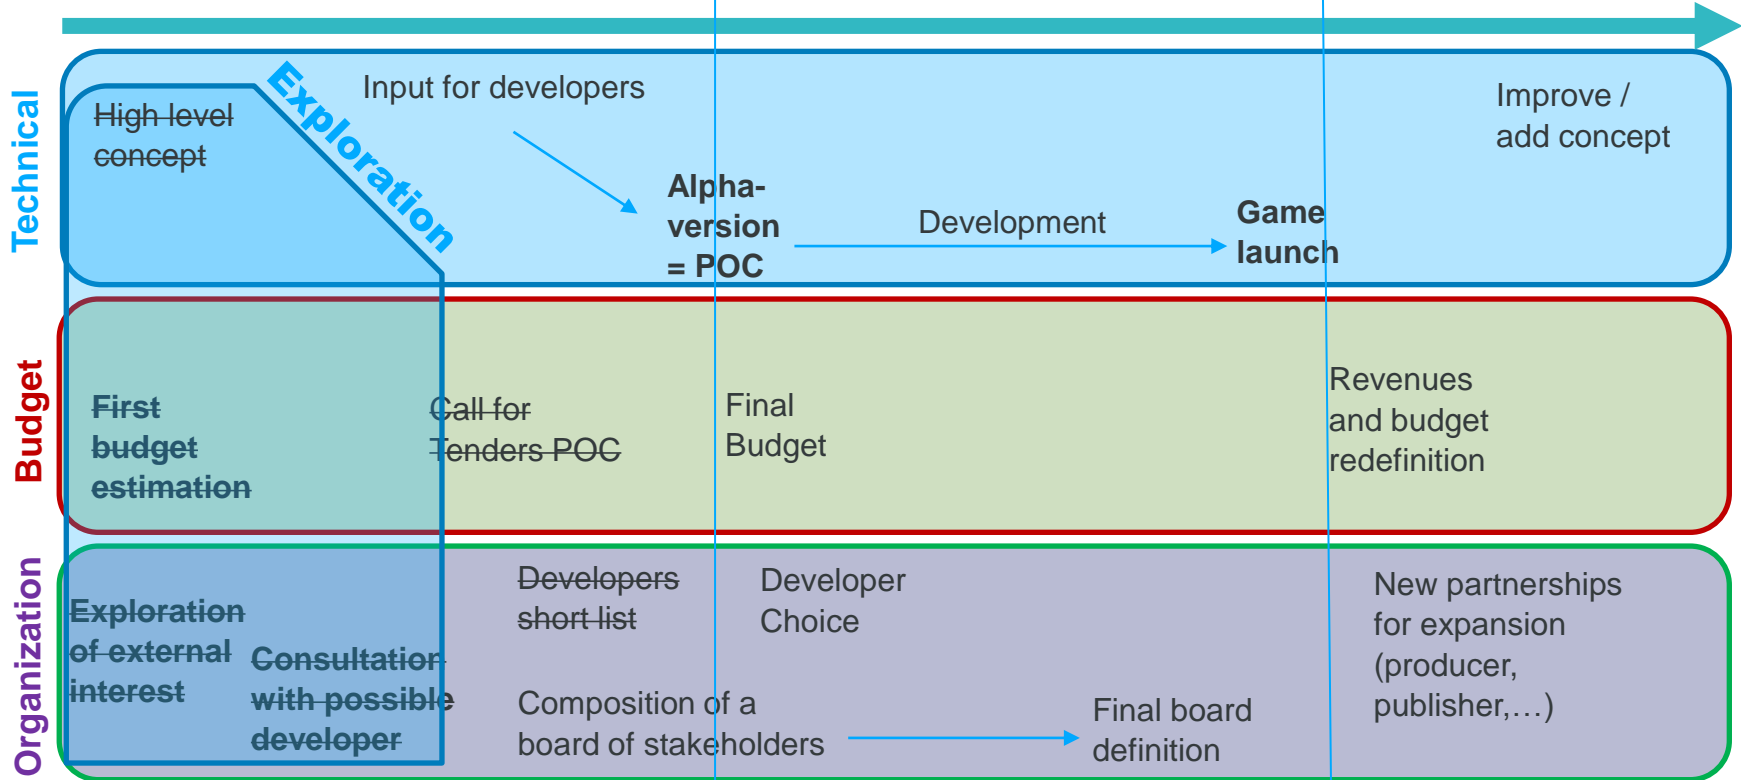 Technical
High level
concept
Exploration
Input for developers
Alpha-
version
= POC
Development
Game
launch
Improve /
add concept
Budget
First
budget
estimation
Call for
Tenders POC
Final
Budget
Revenues
and budget
redefinition
Organization
Exploration
of external
interest
Consultation
with possible
developer
Developers
short list
Developer
Choice
Composition of a
board of stakeholders
Final board
definition
New partnerships
for expansion
(producer,
publisher,…)